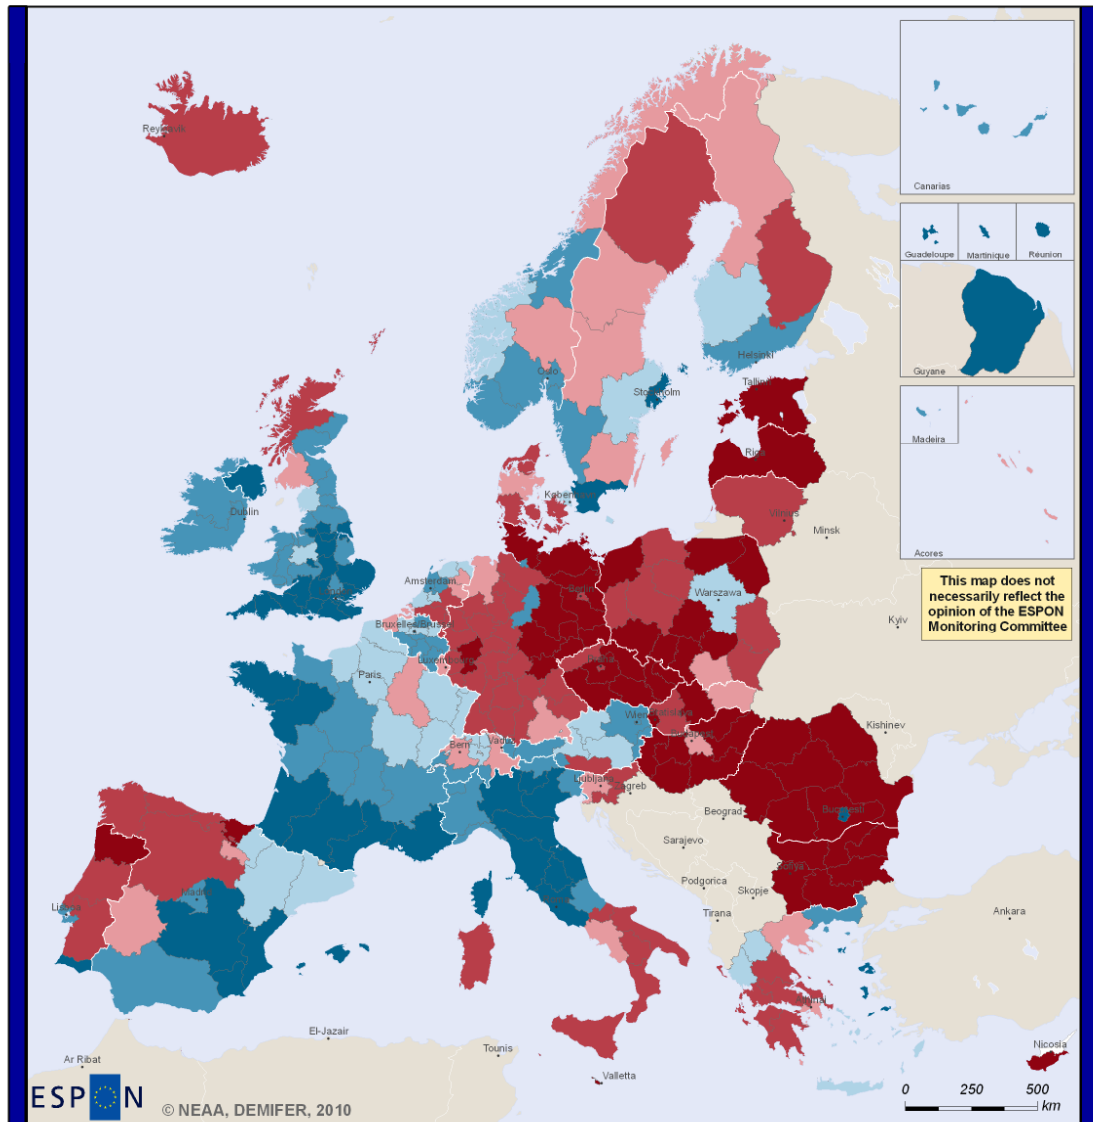 Reykjavik
Canarias
Guadeloupe
Martinique
Réunion
Guyane
Madeira
Acores
This map does not
necessarily reflect the
opinion of the ESPON
Monitoring Committee
Helsinki
Oslo
Stockholm
Tallinn
Riga
Vilnius
Minsk
Dublin
Amsterdam
Berlin
Warszawa
Kyiv
Bruxelles/Brussel
Luxembourg
Praha
Paris
Wien
Bratislava
Budapest
Kishinev
Bern
Vaduz
Ljubljana
Zagreb
Beograd
Bucuresti
Sarajevo
Sofiya
Podgorica
Skopje
Tirana
Ankara
Madrid
Lisboa
Roma
Athinai
Nicosia
El-Jazair
Tounis
Ar Ribat
Valletta
ESPON
© NEAA, DEMIFER, 2010
0 250 500
km